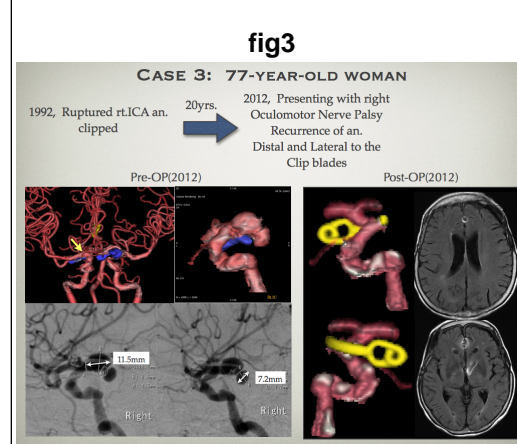 fig3
CASE 3: 77-YEAR-OLD WOMAN
1992, Ruptured rt.ICA an.
clipped
20yrs.
2012, Presenting with right
Oculomotor Nerve Palsy
Recurrence of an.
Distal and Lateral to the
Clip blades
Pre-OP(2012)
Post-OP(2012)
11.5mm
7.2mm
Right
Right